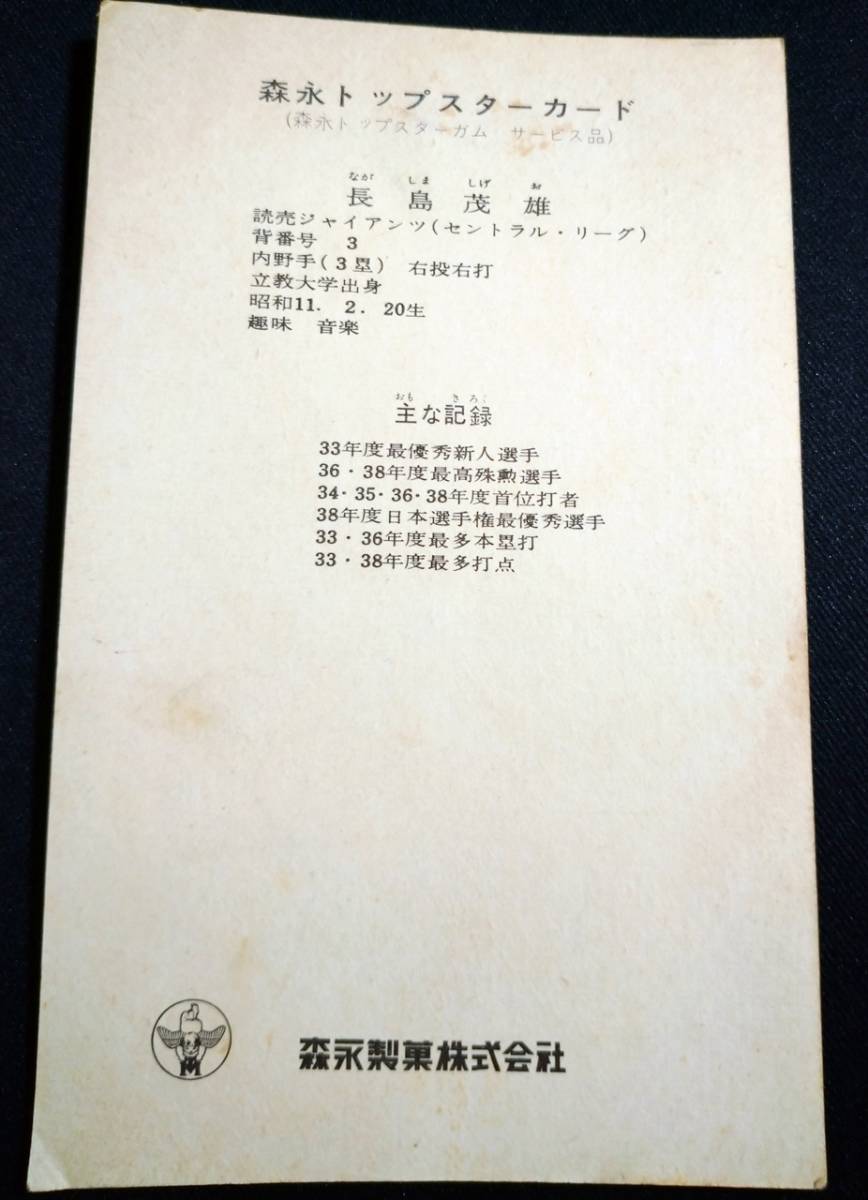 森永トップスターカード
(森永トップスターガム サービス品)
なが しま しげ お
長島茂雄
読売ジャイアンツ(セントラル・リーグ)
背番号 3
内野手(3塁) 右投右打
立教大学出身
昭和11. 2. 20生
趣味 音楽
おも きろく
主な記録
33年度最優秀新人選手
36・38年度最高殊勲選手
34・35・36・38年度首位打者
38年度日本選手権最優秀選手
33・36年度最多本塁打
33・38年度最多打点
M
森永製菓株式会社